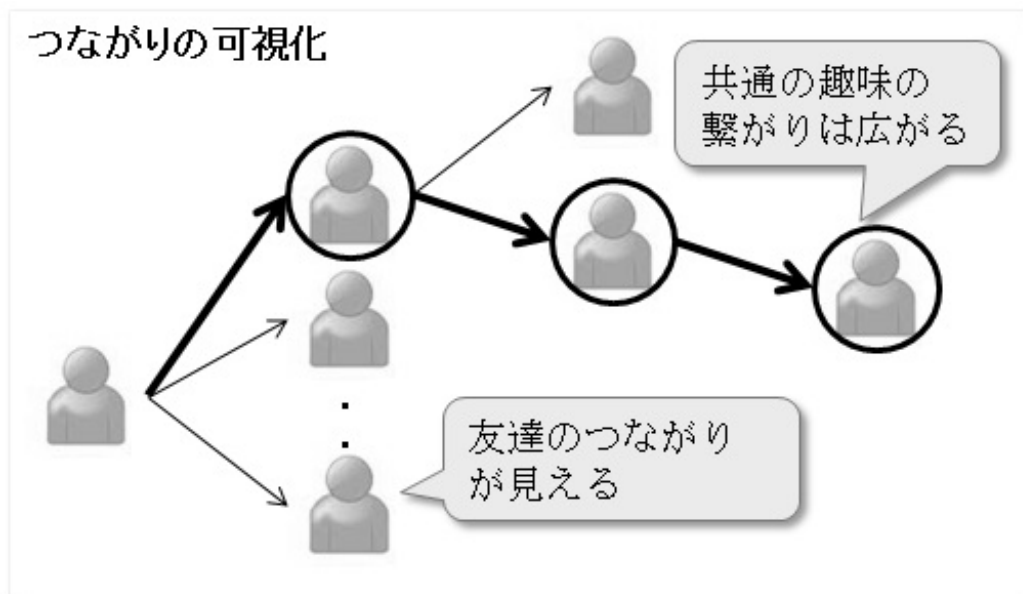 つながりの可視化
共通の趣味の
繋がりは広がる
友達のつながり
が見える